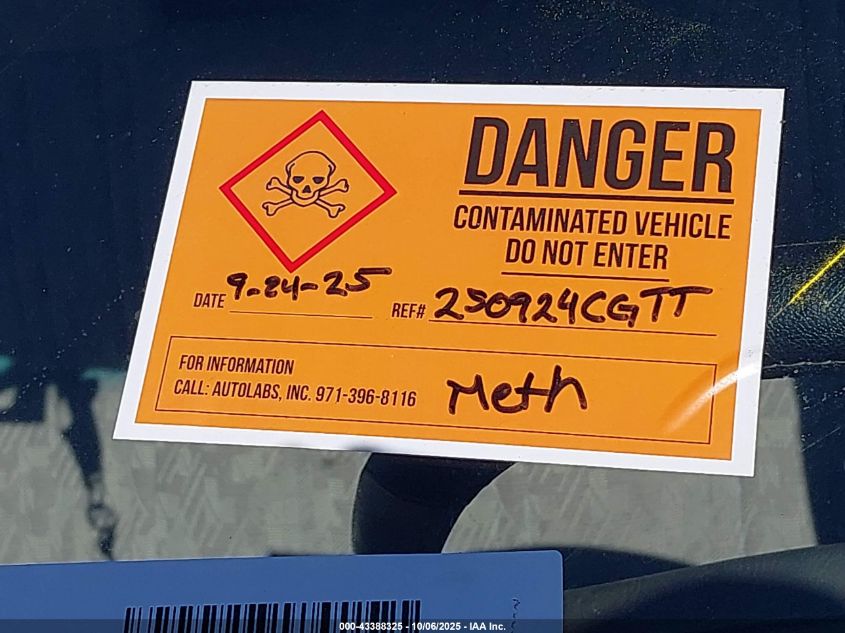 DANGER
CONTAMINATED VEHICLE
DO NOT ENTER
DATE 9-24-25 REF# 250924CGTT
FOR INFORMATION
CALL: AUTOLABS, INC. 971-396-8116
Meth
000-43388325 - 10/06/2025 - IAA Inc.